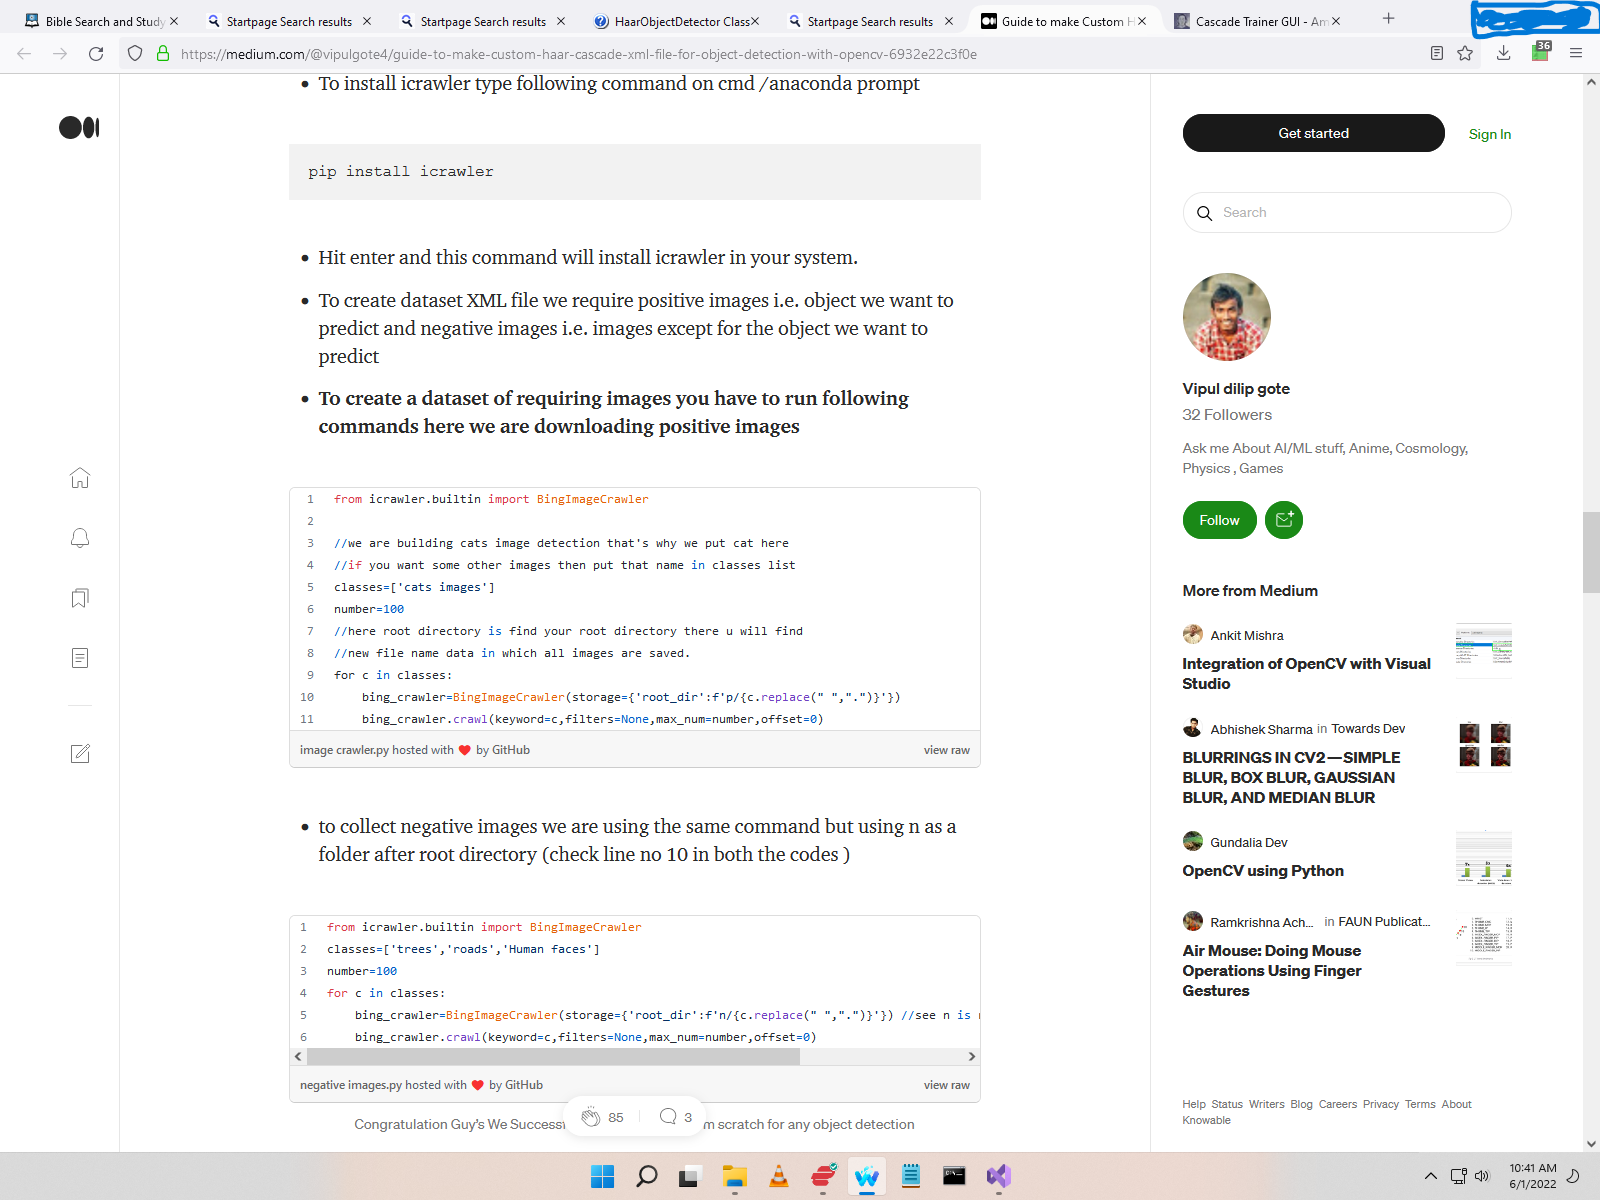 Bible Search and Study
Startpage Search results
Startpage Search results
HaarObjectDetector Class
Startpage Search results
Guide to make Custom H
Cascade Trainer GUI - Am
https://medium.com/@vipulgote4/guide-to-make-custom-haar-cascade-xml-file-for-object-detection-with-opencv-6932e22c3f0e
36
• To install icrawler type following command on cmd /anaconda prompt
pip install icrawler
• Hit enter and this command will install icrawler in your system.
• To create dataset XML file we require positive images i.e. object we want to
predict and negative images i.e. images except for the object we want to
predict
• To create a dataset of requiring images you have to run following
commands here we are downloading positive images
1 from icrawler.builtin import BingImageCrawler
2
3 //we are building cats image detection that's why we put cat here
4 //if you want some other images then put that name in classes list
5 classes=['cats images']
6 number=100
7 //here root directory is find your root directory there u will find
8 //new file name data in which all images are saved.
9 for c in classes:
10 bing_crawler=BingImageCrawler(storage={'root_dir':f'p/{c.replace(" ",".")}'})
11 bing_crawler.crawl(keyword=c,filters=None,max_num=number,offset=0)
image crawler.py hosted with ❤ by GitHub view raw
• to collect negative images we are using the same command but using n as a
folder after root directory (check line no 10 in both the codes )
1 from icrawler.builtin import BingImageCrawler
2 classes=['trees','roads','Human faces']
3 number=100
4 for c in classes:
5 bing_crawler=BingImageCrawler(storage={'root_dir':f'n/{c.replace(" ",".")}'}) //see n is
6 bing_crawler.crawl(keyword=c,filters=None,max_num=number,offset=0)
negative images.py hosted with ❤ by GitHub view raw
Congratulation Guy's We Success
85
3
m scratch for any object detection
Get started
Sign In
Search
Vipul dilip gote
32 Followers
Ask me About AI/ML stuff, Anime, Cosmology,
Physics , Games
Follow
More from Medium
Ankit Mishra
Integration of OpenCV with Visual
Studio
Abhishek Sharma in Towards Dev
BLURRINGS IN CV2—SIMPLE
BLUR, BOX BLUR, GAUSSIAN
BLUR, AND MEDIAN BLUR
Gundalia Dev
OpenCV using Python
Ramkrishna Ach... in FAUN Publicat...
Air Mouse: Doing Mouse
Operations Using Finger
Gestures
Help Status Writers Blog Careers Privacy Terms About
Knowable
10:41 AM
6/1/2022